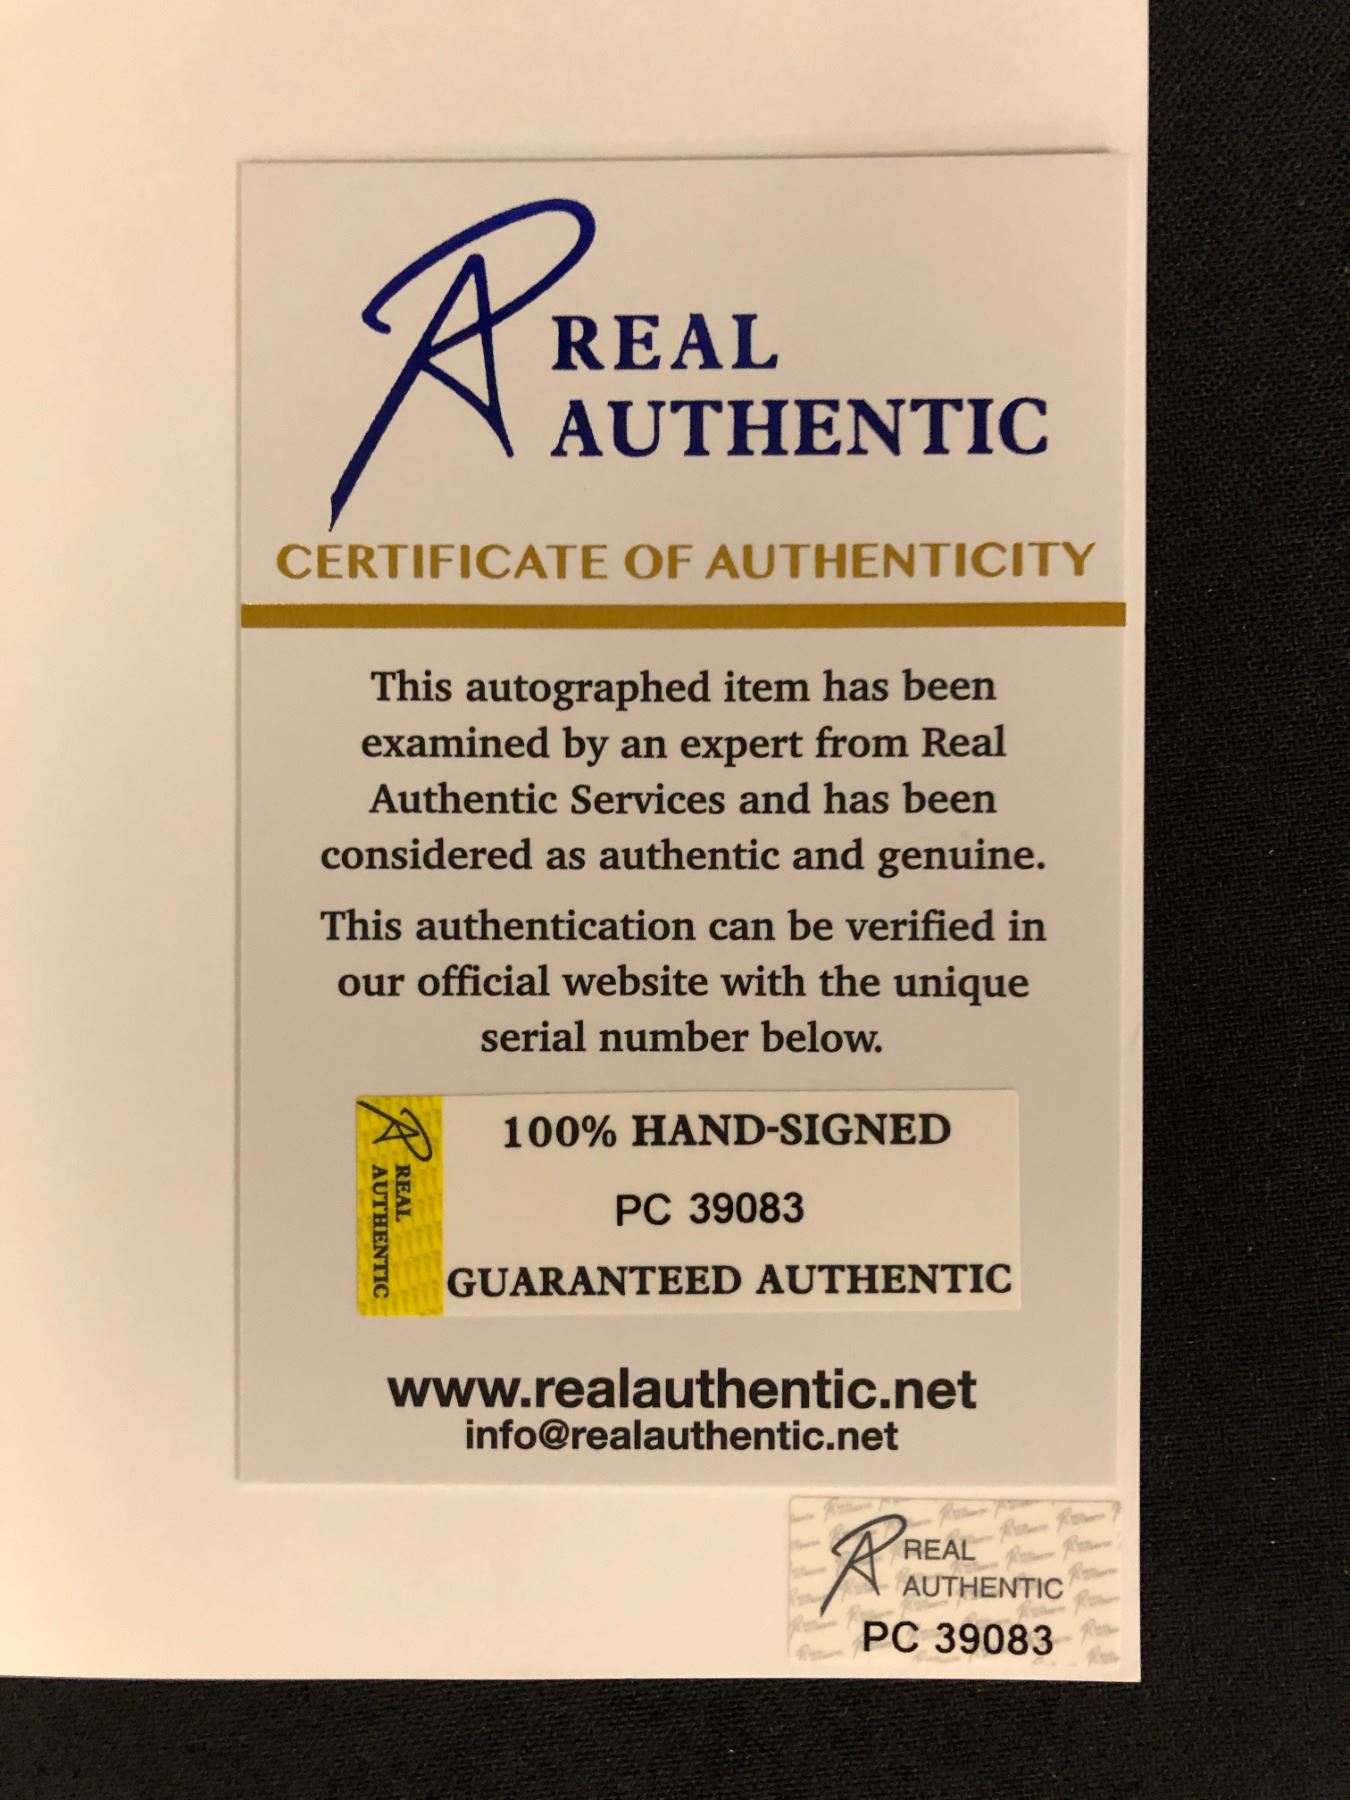 REAL
AUTHENTIC
CERTIFICATE OF AUTHENTICITY
This autographed item has been
examined by an expert from Real
Authentic Services and has been
considered as authentic and genuine.
This authentication can be verified in
our official website with the unique
serial number below.
REAL
AUTHENTIC
100% HAND-SIGNED
PC 39083
GUARANTEED AUTHENTIC
www.realauthentic.net
info@realauthentic.net
REAL
AUTHENTIC
PC 39083